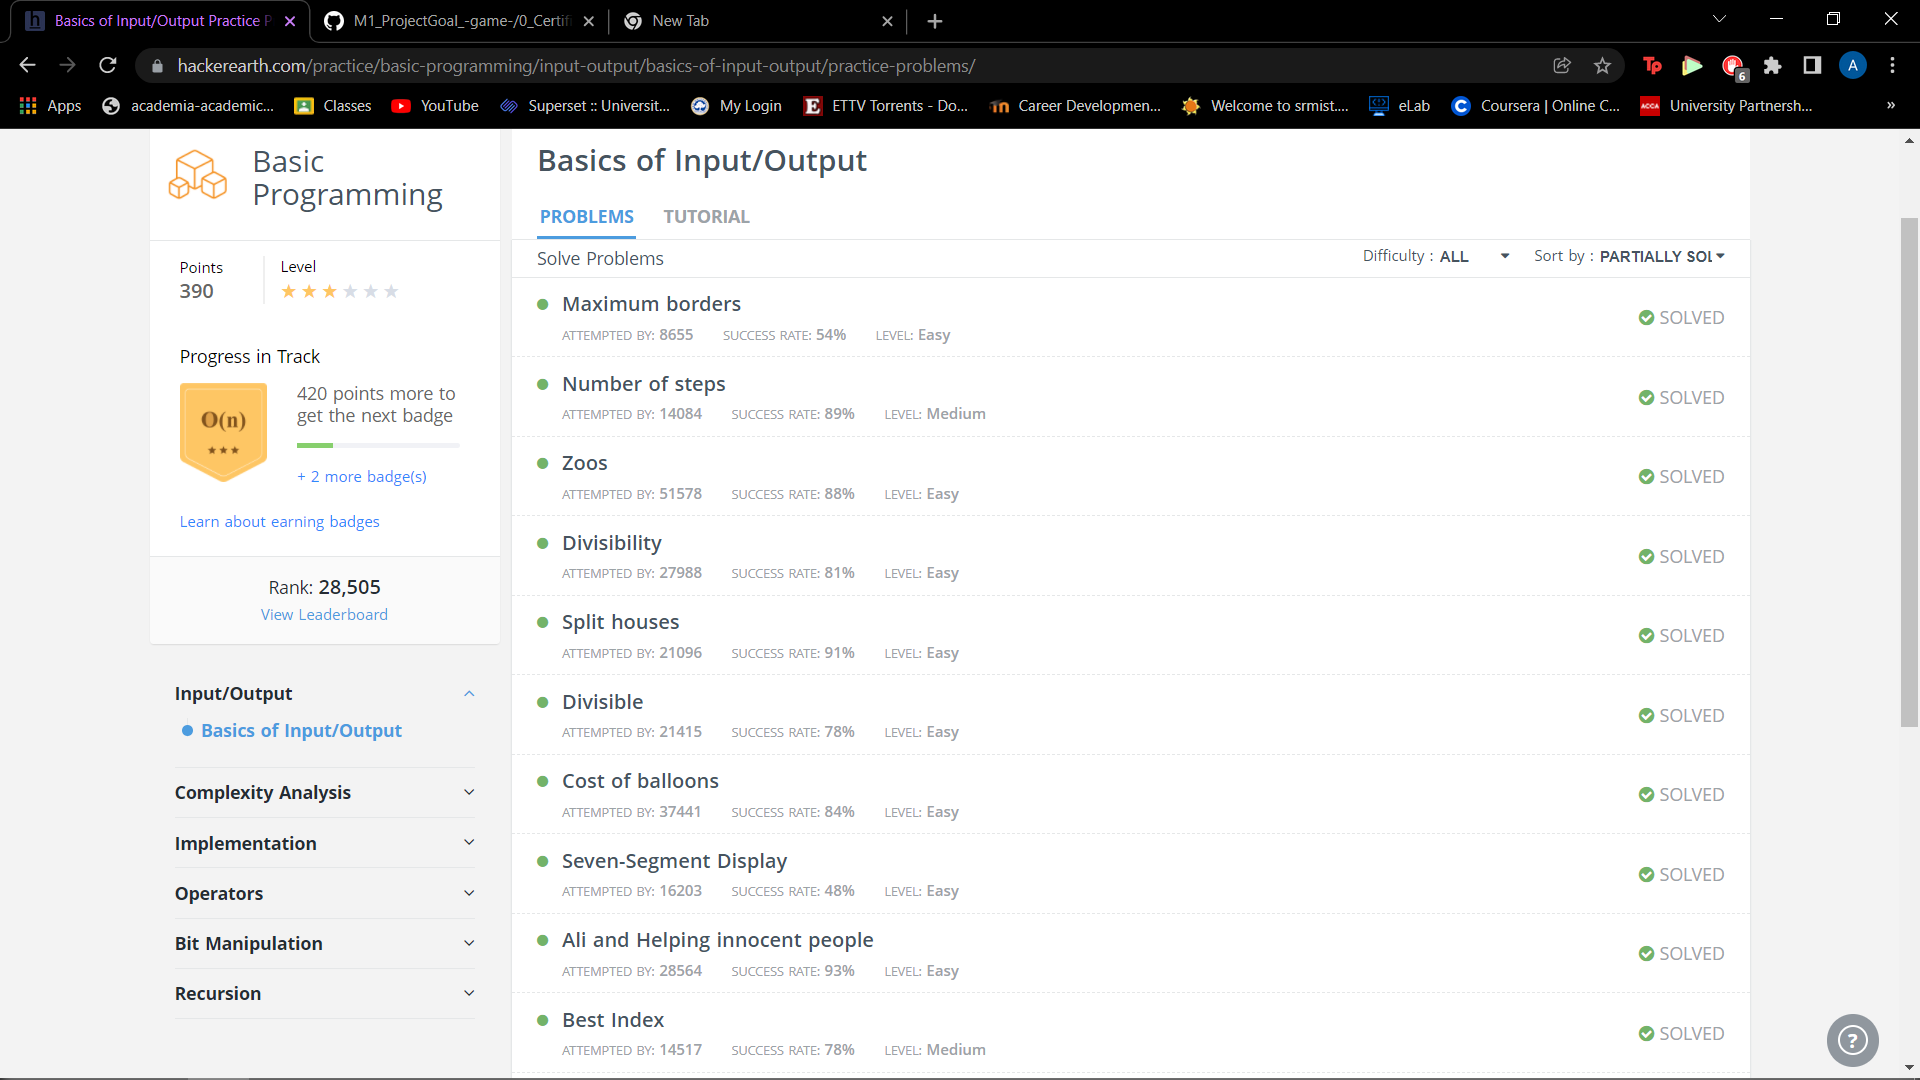 Basics of Input/Output Practice P
M1_ProjectGoal_-game-/0_Certifi
New Tab
hackerearth.com/practice/basic-programming/input-output/basics-of-input-output/practice-problems/
Tp
6
A
Apps
academia-academic...
Classes
YouTube
Superset :: Universit...
My Login
E
ETTV Torrents - Do...
Career Developmen...
Welcome to srmist....
eLab
Coursera | Online C...
ACCA
University Partnersh...
»
Basic
Programming
Points
390
Level
Progress in Track
O(n)
420 points more to
get the next badge
+ 2 more badge(s)
Learn about earning badges
Rank: 28,505
View Leaderboard
Input/Output
Basics of Input/Output
Complexity Analysis
Implementation
Operators
Bit Manipulation
Recursion
Basics of Input/Output
PROBLEMS TUTORIAL
Solve Problems Difficulty : ALL Sort by : PARTIALLY SOL
Maximum borders
ATTEMPTED BY: 8655 SUCCESS RATE: 54% LEVEL: Easy
SOLVED
Number of steps
ATTEMPTED BY: 14084 SUCCESS RATE: 89% LEVEL: Medium
SOLVED
Zoos
ATTEMPTED BY: 51578 SUCCESS RATE: 88% LEVEL: Easy
SOLVED
Divisibility
ATTEMPTED BY: 27988 SUCCESS RATE: 81% LEVEL: Easy
SOLVED
Split houses
ATTEMPTED BY: 21096 SUCCESS RATE: 91% LEVEL: Easy
SOLVED
Divisible
ATTEMPTED BY: 21415 SUCCESS RATE: 78% LEVEL: Easy
SOLVED
Cost of balloons
ATTEMPTED BY: 37441 SUCCESS RATE: 84% LEVEL: Easy
SOLVED
Seven-Segment Display
ATTEMPTED BY: 16203 SUCCESS RATE: 48% LEVEL: Easy
SOLVED
Ali and Helping innocent people
ATTEMPTED BY: 28564 SUCCESS RATE: 93% LEVEL: Easy
SOLVED
Best Index
ATTEMPTED BY: 14517 SUCCESS RATE: 78% LEVEL: Medium
SOLVED
?